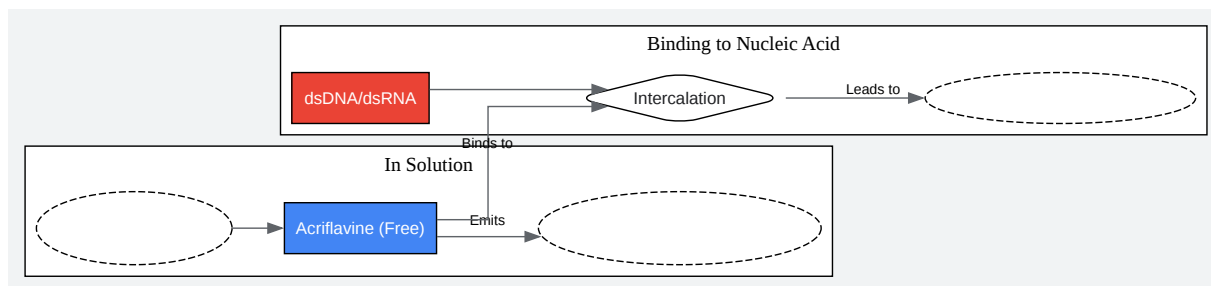 Binding to Nucleic Acid
dsDNA/dsRNA
Intercalation
Leads to
Binds to
In Solution
Acriflavine (Free)
Emits